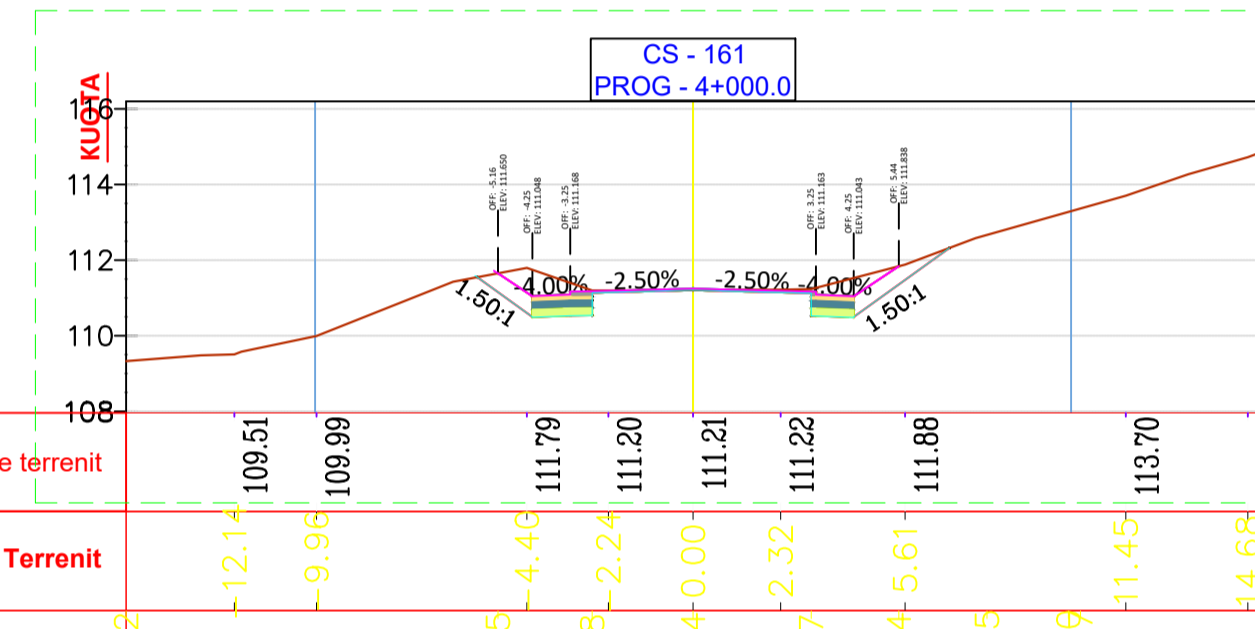 CS - 161
PROG - 4+000.0
KUOTA
116
114
112
110
108
OFF: -5.16
ELEV: 111.650
OFF: -4.25
ELEV: 111.048
OFF: -3.25
ELEV: 111.168
OFF: 3.25
ELEV: 111.163
OFF: 4.25
ELEV: 111.043
OFF: 5.44
ELEV: 111.838
1.50:1
-4.00%
-2.50%
-2.50%
-4.00%
1.50:1
e terrenit
109.51
109.99
111.79
111.20
111.21
111.22
111.88
113.70
Terrenit
-12.14
-9.96
-4.40
-2.24
0.00
2.32
5.61
11.45
14.68